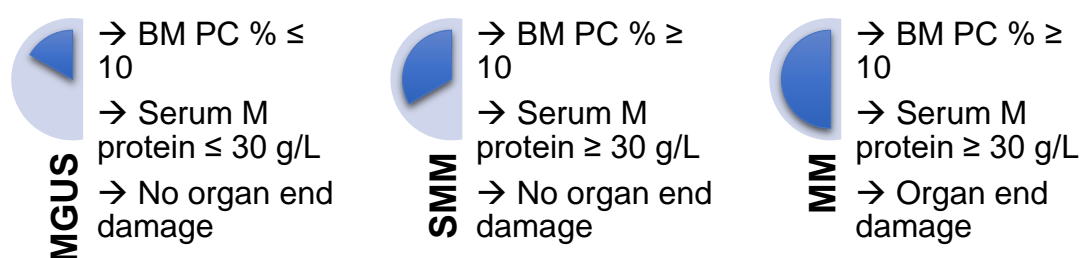 MGUS
→ BM PC % ≤
10
→ Serum M
protein ≤ 30 g/L
→ No organ end
damage
SMM
→ BM PC % ≥
10
→ Serum M
protein ≥ 30 g/L
→ No organ end
damage
MM
→ BM PC % ≥
10
→ Serum M
protein ≥ 30 g/L
→ Organ end
damage